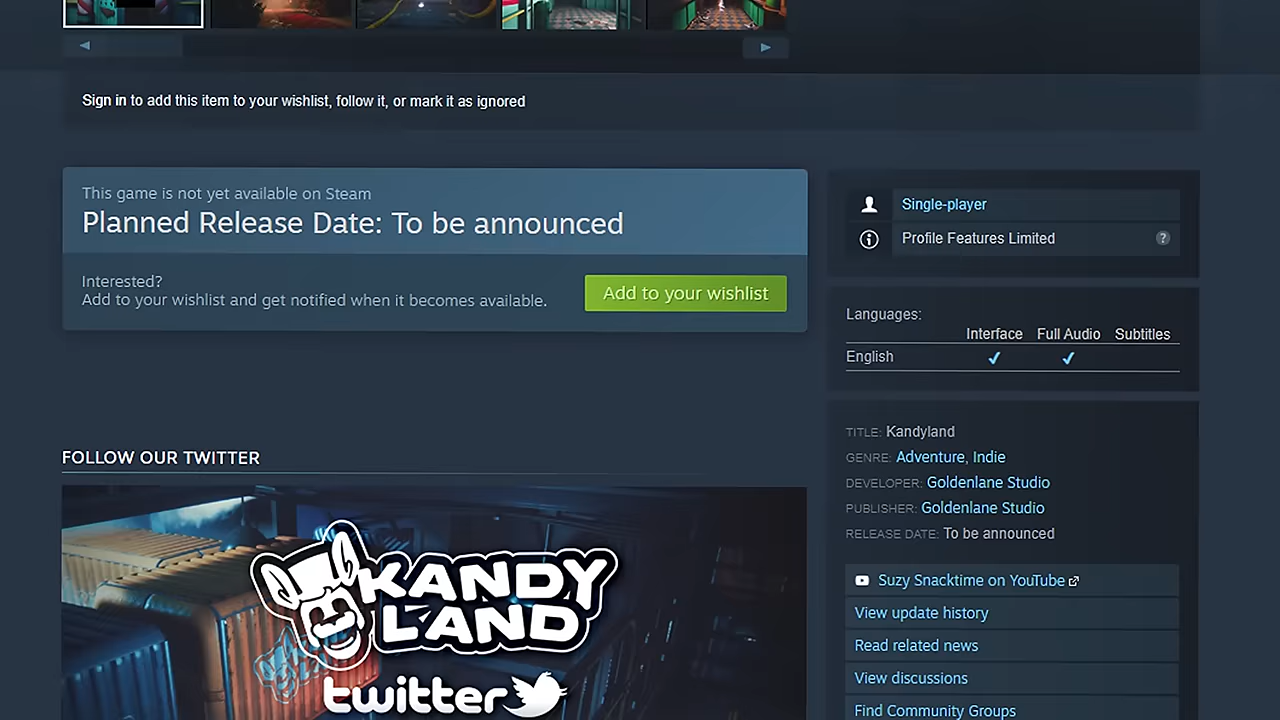 Sign in to add this item to your wishlist, follow it, or mark it as ignored
This game is not yet available on Steam
Planned Release Date: To be announced
Interested?
Add to your wishlist and get notified when it becomes available.
Add to your wishlist
FOLLOW OUR TWITTER
KANDY
LAND
twitter
Single-player
Profile Features Limited
?
Languages:
Interface Full Audio Subtitles
English ✔ ✔
TITLE: Kandyland
GENRE: Adventure, Indie
DEVELOPER: Goldenlane Studio
PUBLISHER: Goldenlane Studio
RELEASE DATE: To be announced
Suzy Snacktime on YouTube
View update history
Read related news
View discussions
Find Community Groups